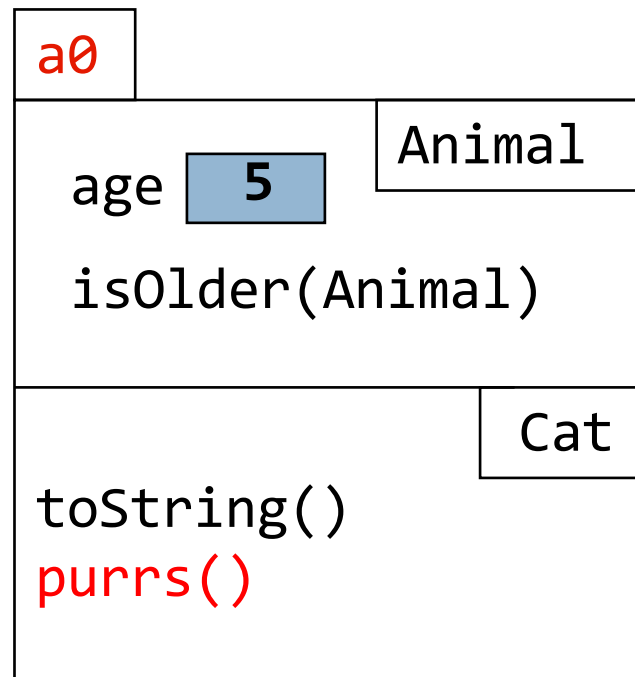 a0
Animal
age 5
isOlder(Animal)
Cat
toString()
purrs()